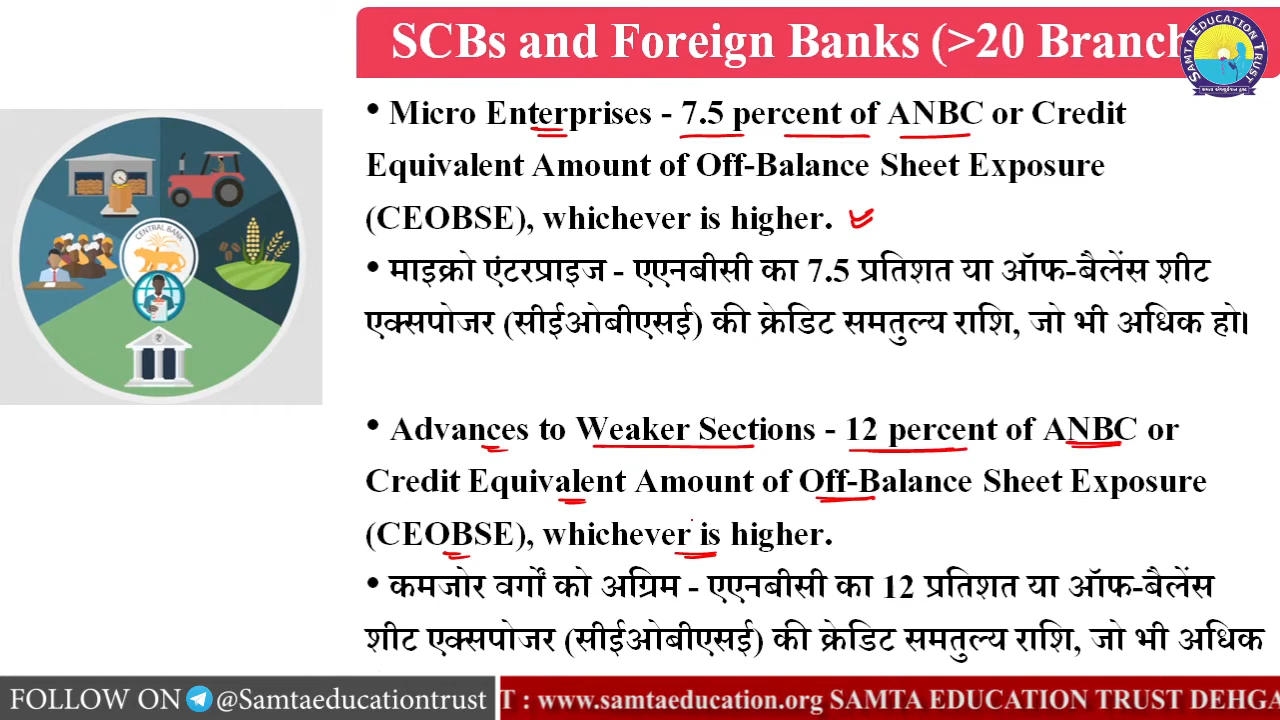 SCBs and Foreign Banks (>20 Branch
SAMTA EDUCATION TRUST
CENTRAL BANK
• Micro Enterprises - 7.5 percent of ANBC or Credit
Equivalent Amount of Off-Balance Sheet Exposure
(CEOBSE), whichever is higher.
• माइक्रो एंटरप्राइज - एएनबीसी का 7.5 प्रतिशत या ऑफ-बैलेंस शीट
एक्सपोजर (सीईओबीएसई) की क्रेडिट समतुल्य राशि, जो भी अधिक हो।
• Advances to Weaker Sections - 12 percent of ANBC or
Credit Equivalent Amount of Off-Balance Sheet Exposure
(CEOBSE), whichever is higher.
• कमजोर वर्गों को अग्रिम - एएनबीसी का 12 प्रतिशत या ऑफ-बैलेंस
शीट एक्सपोजर (सीईओबीएसई) की क्रेडिट समतुल्य राशि, जो भी अधिक
FOLLOW ON @Samtaeducationtrust
T : www.samtaeducation.org SAMTA EDUCATION TRUST DEHGA